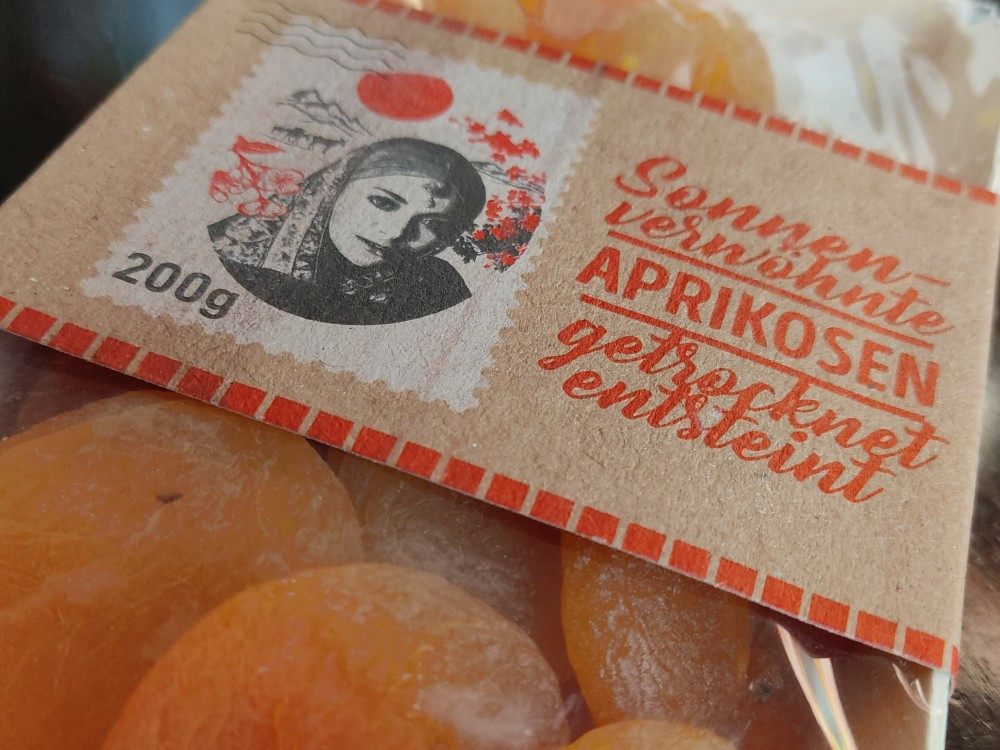 200g
Sonnen-
verwöhnte
APRIKOSEN
getrocknet
entsteint